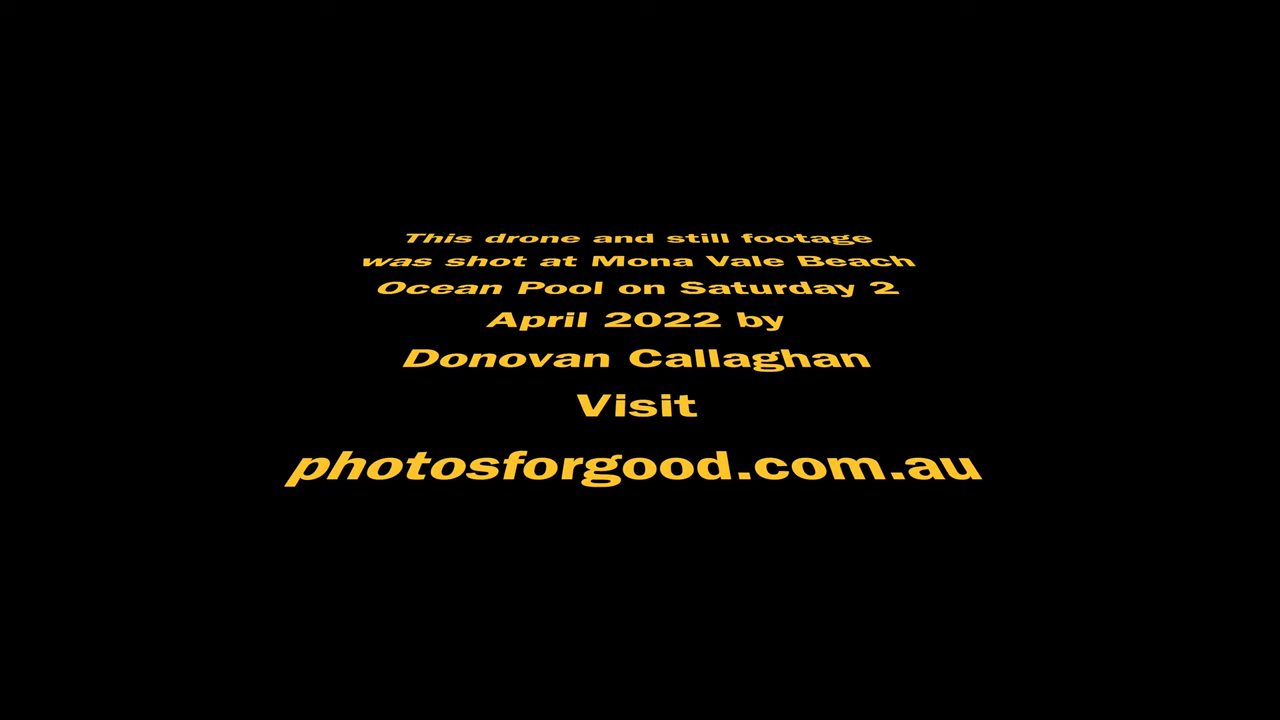 This drone and still footage
was shot at Mona Vale Beach
Ocean Pool on Saturday 2
April 2022 by
Donovan Callaghan
Visit
photosforgood.com.au